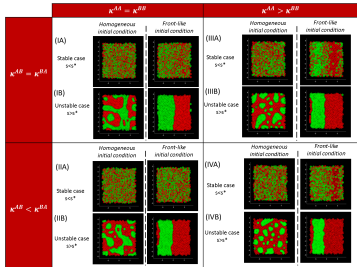 κ^AA = κ^BB
κ^AA > κ^BB
Homogeneous initial condition
Front-like initial condition
Homogeneous initial condition
Front-like initial condition
κ^AB = κ^BA
(IA)
Stable case
s<s*
(IB)
Unstable case
s>s*
(IIIA)
Stable case
s<s*
(IIIB)
Unstable case
s>s*
κ^AB < κ^BA
(IIA)
Stable case
s<s*
(IIB)
Unstable case
s>s*
(IVA)
Stable case
s<s*
(IVB)
Unstable case
s>s*